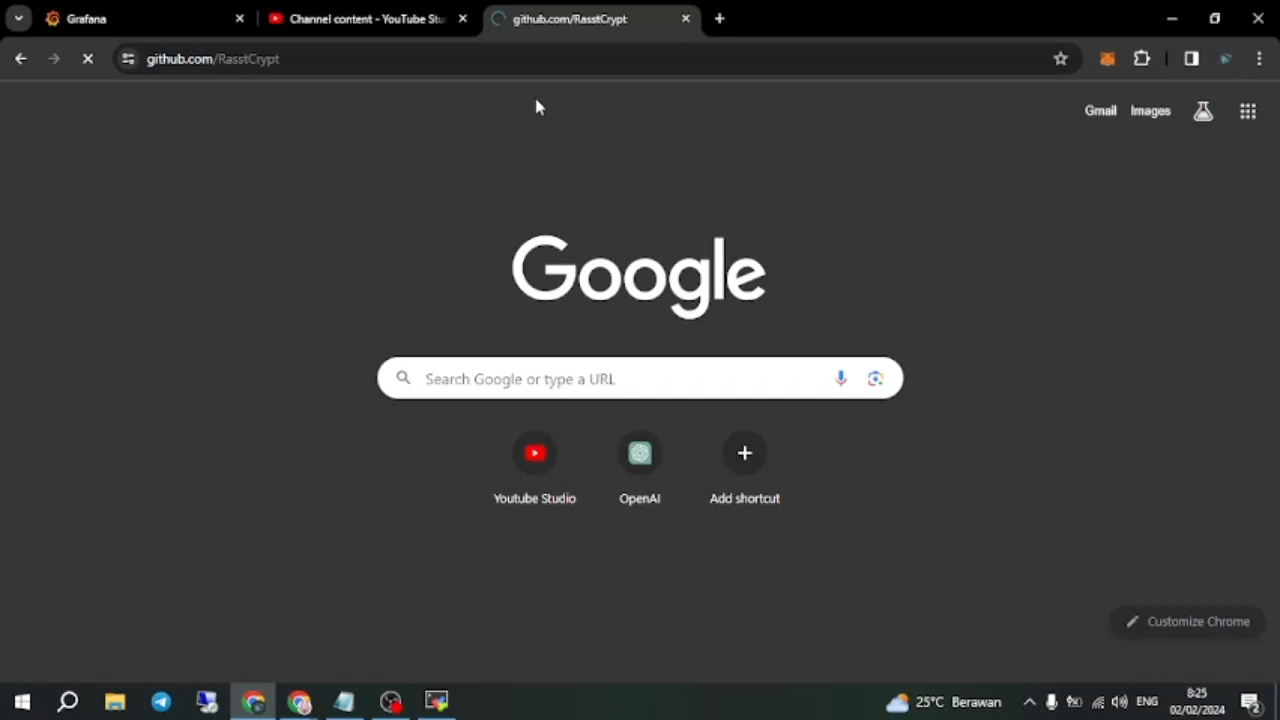 Grafana
Channel content - YouTube Stu
github.com/RasstCrypt
github.com/RasstCrypt
Gmail
Images
Google
Search Google or type a URL
Youtube Studio
OpenAI
Add shortcut
Customize Chrome
25°C Berawan
ENG
8:25
02/02/2024
2